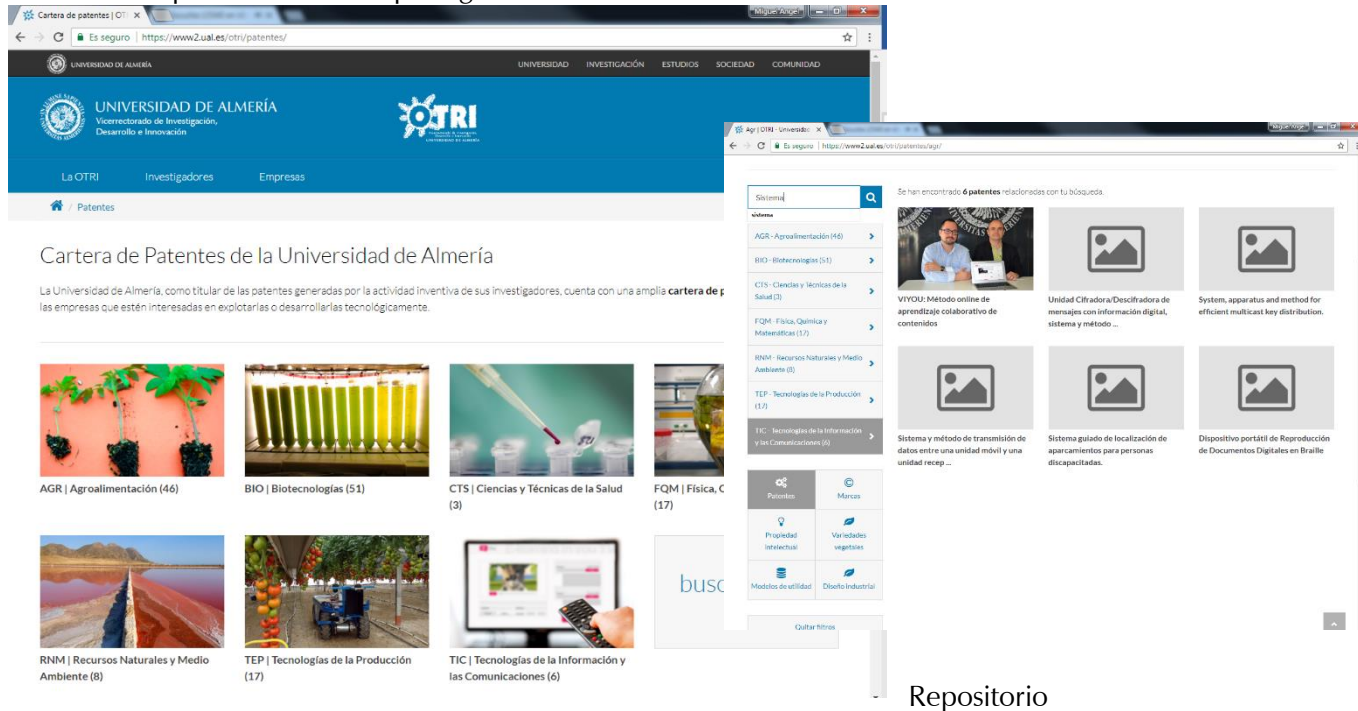 Cartera de patentes | OT
Miguel Angel
Es seguro | https://www2.ual.es/otri/patentes/
UNIVERSIDAD DE ALMERÍA
UNIVERSIDAD INVESTIGACIÓN ESTUDIOS SOCIEDAD COMUNIDAD
UNIVERSIDAD DE ALMERÍA
Vicerrectorado de Investigación,
Desarrollo e Innovación
OTRI
La OTRI Investigadores Empresas
/ Patentes
Cartera de Patentes de la Universidad de Almería
La Universidad de Almería, como titular de las patentes generadas por la actividad inventiva de sus investigadores, cuenta con una amplia cartera de p
las empresas que estén interesadas en explotarlas o desarrollarlas tecnológicamente.
AGR | Agroalimentación (46)
BIO | Biotecnologías (51)
CTS | Ciencias y Técnicas de la Salud
(3)
FQM | Física, Q
(17)
RNM | Recursos Naturales y Medio
Ambiente (8)
TEP | Tecnologías de la Producción
(17)
TIC | Tecnologías de la Información y
las Comunicaciones (6)
busc
Agr | OTRI - Universidad
Miguel Angel
Es seguro | https://www2.ual.es/otri/patentes/agr/
Sistema
sistema
AGR - Agroalimentación (46)
BIO - Biotecnologías (51)
CTS - Ciencias y Técnicas de la
Salud (3)
FQM - Física, Química y
Matemáticas (17)
RNM - Recursos Naturales y Medio
Ambiente (8)
TEP - Tecnologías de la Producción
(17)
TIC - Tecnologías de la Información
y las Comunicaciones (6)
Patentes Marcas
Propiedad
intelectual
Variedades
vegetales
Modelos de utilidad Diseño industrial
Quitar filtros
Se han encontrado 6 patentes relacionadas con tu búsqueda.
VIYOU: Método online de
aprendizaje colaborativo de
contenidos
Unidad Cifradora/Descifradora de
mensajes con información digital,
sistema y método ...
System, apparatus and method for
efficient multicast key distribution.
Sistema y método de transmisión de
datos entre una unidad móvil y una
unidad recep ...
Sistema guiado de localización de
aparcamientos para personas
discapacitadas.
Dispositivo portátil de Reproducción
de Documentos Digitales en Braille
Repositorio